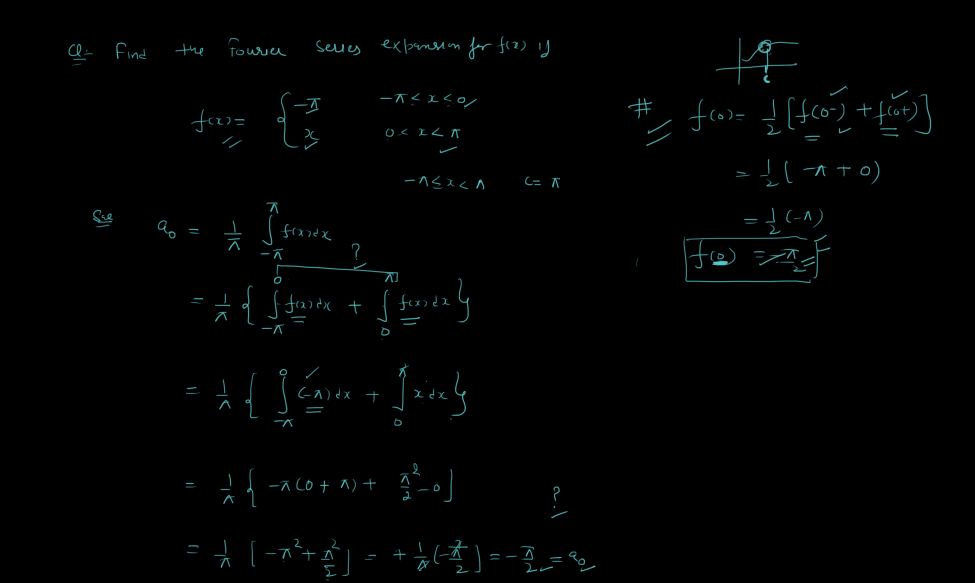 Q:- Find the Fourier Series expansion for f(x) if
f(x) = { -π    -π < x < 0
x    0 < x < π
-π ≤ x < π    c = π
Sol    a₀ = 1/π ∫_{-π}^{π} f(x) dx
?
= 1/π { ∫_{-π}^{0} f(x) dx + ∫_{0}^{π} f(x) dx }
= 1/π { ∫_{-π}^{0} (-π) dx + ∫_{0}^{π} x dx }
= 1/π { -π (0 + π) + π²/2 - 0 ]
?
= 1/π [ -π² + π²/2 ] = + 1/π (- π²/2 ] = - π/2 = a₀
c
# f(0) = 1/2 [ f(0-) + f(0+) ]
= 1/2 ( -π + 0 )
= 1/2 (-π)
f(0) = -π/2